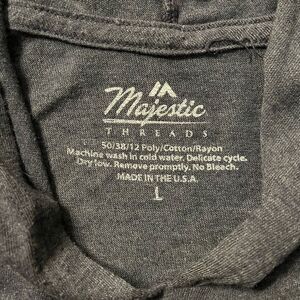 Majestic
THREADS
50/38/12 Poly/Cotton/Rayon
Machine wash in cold water. Delicate cycle.
Dry low. Remove promptly. No Bleach.
MADE IN THE U.S.A.
L